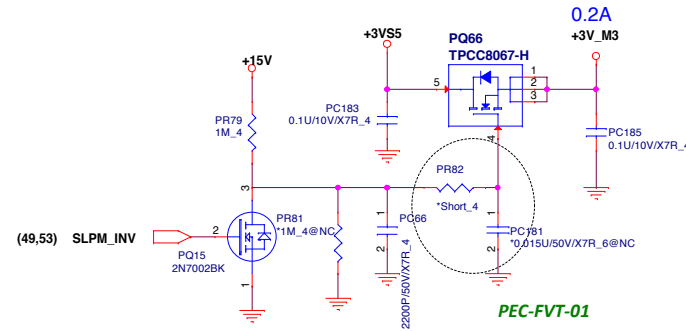 0.2A
+3VS5
PQ66
TPCC8067-H
+3V_M3
+15V
5
1
2
3
4
PR79
1M_4
PC183
0.1U/10V/X7R_4
PC185
0.1U/10V/X7R_4
PR82
*Short_4
3
PR81
*1M_4@NC
1
PC66
2
2200P/50V/X7R_4
1
PC181
2
*0.015U/50V/X7R_6@NC
(49,53) SLPM_INV
2
PQ15
2N7002BK
1
PEC-FVT-01